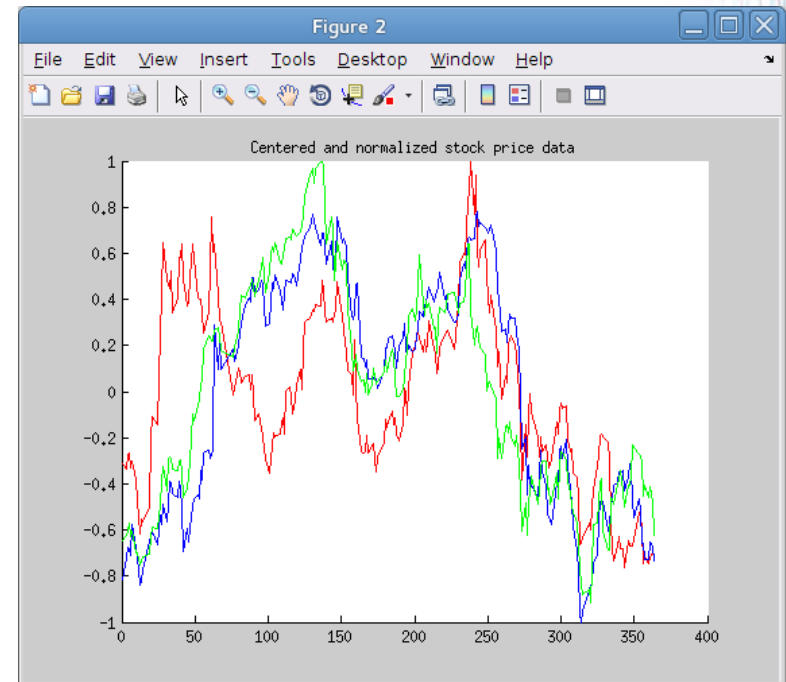 Figure 2
File Edit View Insert Tools Desktop Window Help
Centered and normalized stock price data
1
0.8
0.6
0.4
0.2
0
-0.2
-0.4
-0.6
-0.8
-1
0 50 100 150 200 250 300 350 400